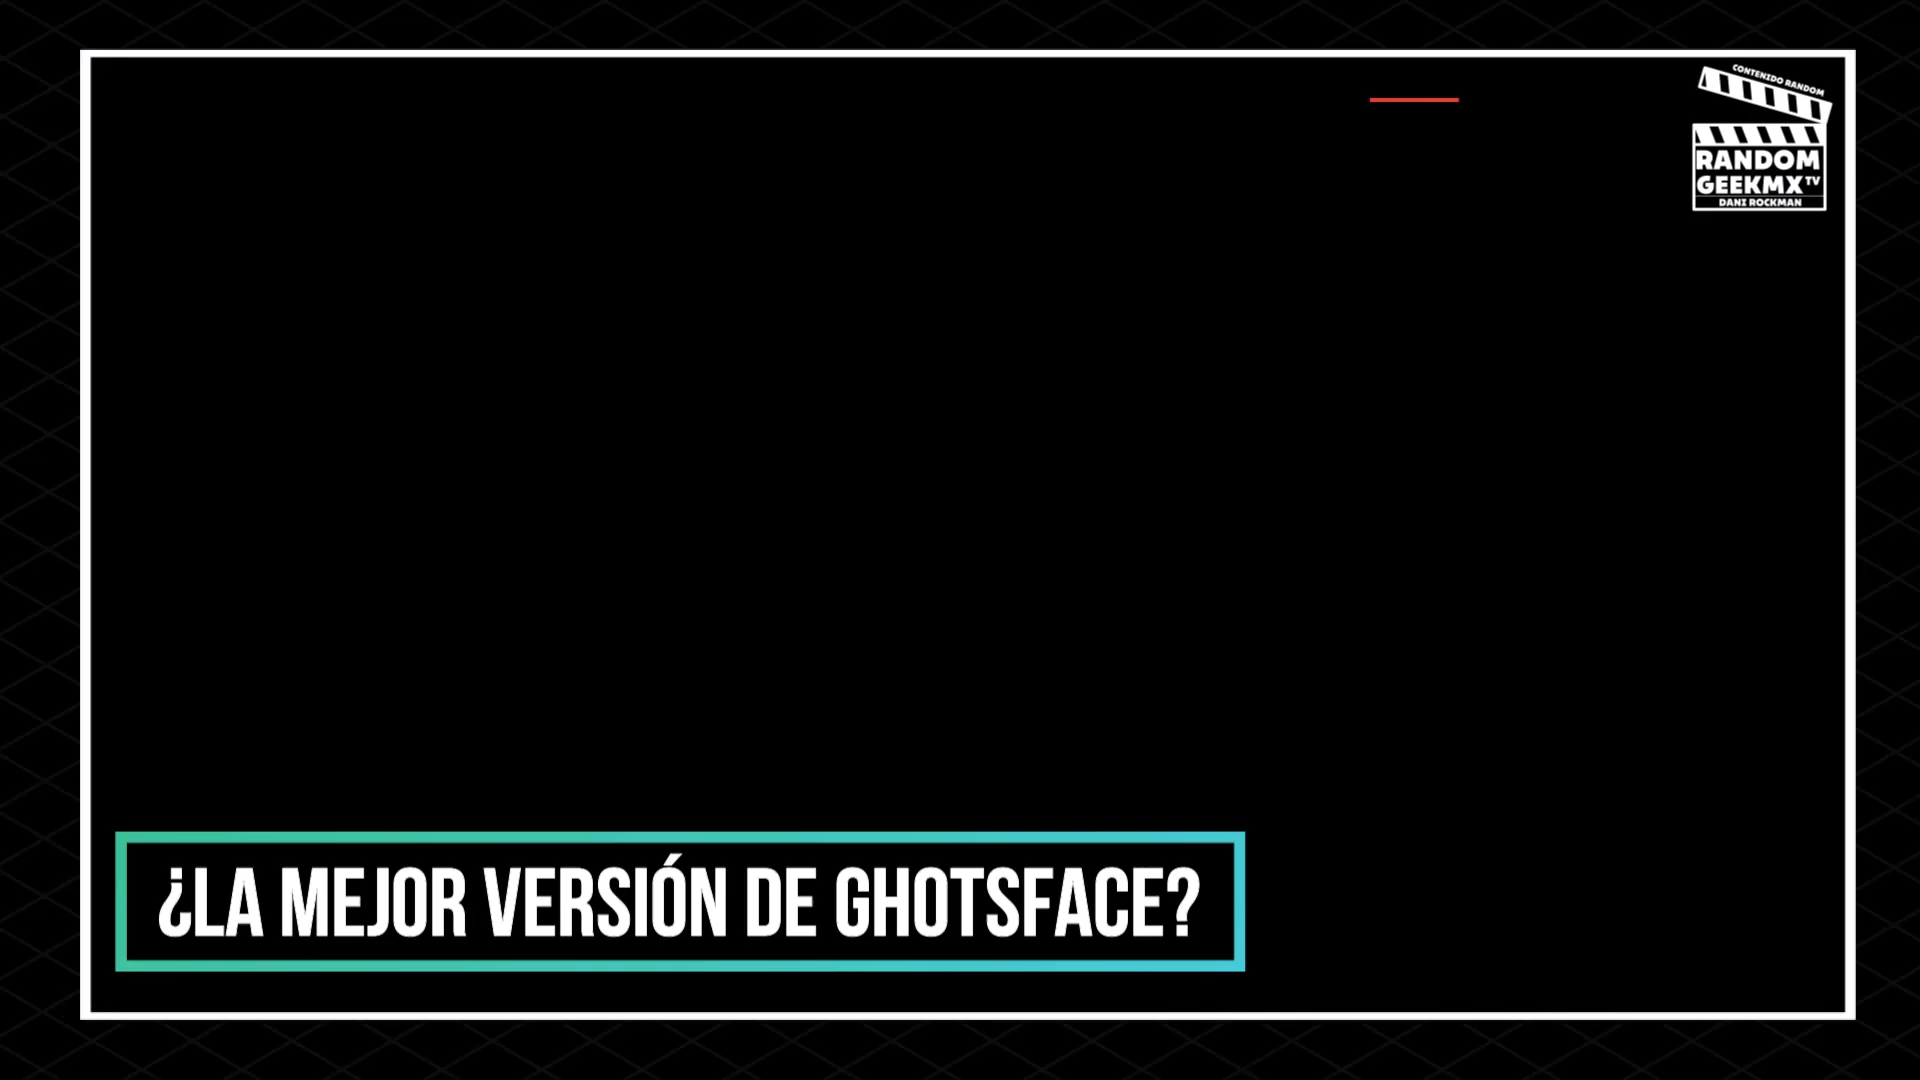 CONTENIDO RANDOM
RANDOM
GEEKMX TV
DANI ROCKMAN
¿LA MEJOR VERSIÓN DE GHOTSFACE?